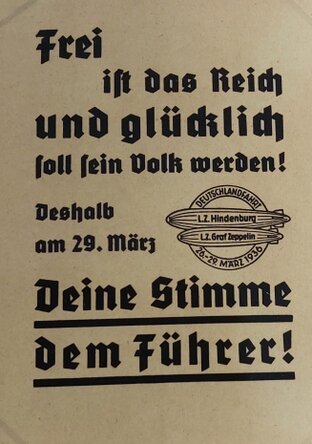 Frei
ist das Reich
und glücklich
soll sein Volk werden!
Deshalb
am 29. März
DEUTSCHLANDFAHRT
L.Z. Hindenburg
L.Z. Graf Zeppelin
26.-29. MÄRZ 1936
Deine Stimme
dem Führer!